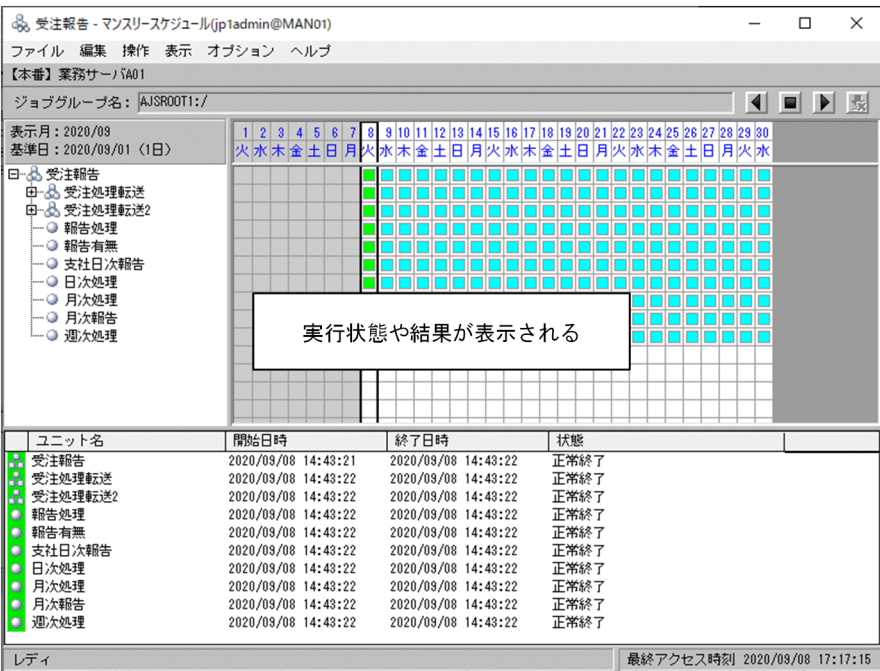 受注報告 - マンスリースケジュール(jp1admin@MAN01)
ファイル 編集 操作 表示 オプション ヘルプ
【本番】業務サーバA01
ジョブグループ名： AJSROOT1:/
表示月：2020/09
基準日：2020/09/01 (1日)
1 2 3 4 5 6 7 8 9 10 11 12 13 14 15 16 17 18 19 20 21 22 23 24 25 26 27 28 29 30
火 水 木 金 土 日 月 火 水 木 金 土 日 月 火 水 木 金 土 日 月 火 水 木 金 土 日 月 火 水
受注報告
受注処理転送
受注処理転送2
報告処理
報告有無
支社日次報告
日次処理
月次処理
月次報告
週次処理
実行状態や結果が表示される
ユニット名 開始日時 終了日時 状態
受注報告 2020/09/08 14:43:21 2020/09/08 14:43:22 正常終了
受注処理転送 2020/09/08 14:43:22 2020/09/08 14:43:22 正常終了
受注処理転送2 2020/09/08 14:43:22 2020/09/08 14:43:22 正常終了
報告処理 2020/09/08 14:43:22 2020/09/08 14:43:22 正常終了
報告有無 2020/09/08 14:43:22 2020/09/08 14:43:22 正常終了
支社日次報告 2020/09/08 14:43:22 2020/09/08 14:43:22 正常終了
日次処理 2020/09/08 14:43:22 2020/09/08 14:43:22 正常終了
月次処理 2020/09/08 14:43:22 2020/09/08 14:43:22 正常終了
月次報告 2020/09/08 14:43:22 2020/09/08 14:43:22 正常終了
週次処理 2020/09/08 14:43:22 2020/09/08 14:43:22 正常終了
レディ 最終アクセス時刻 2020/09/08 17:17:15